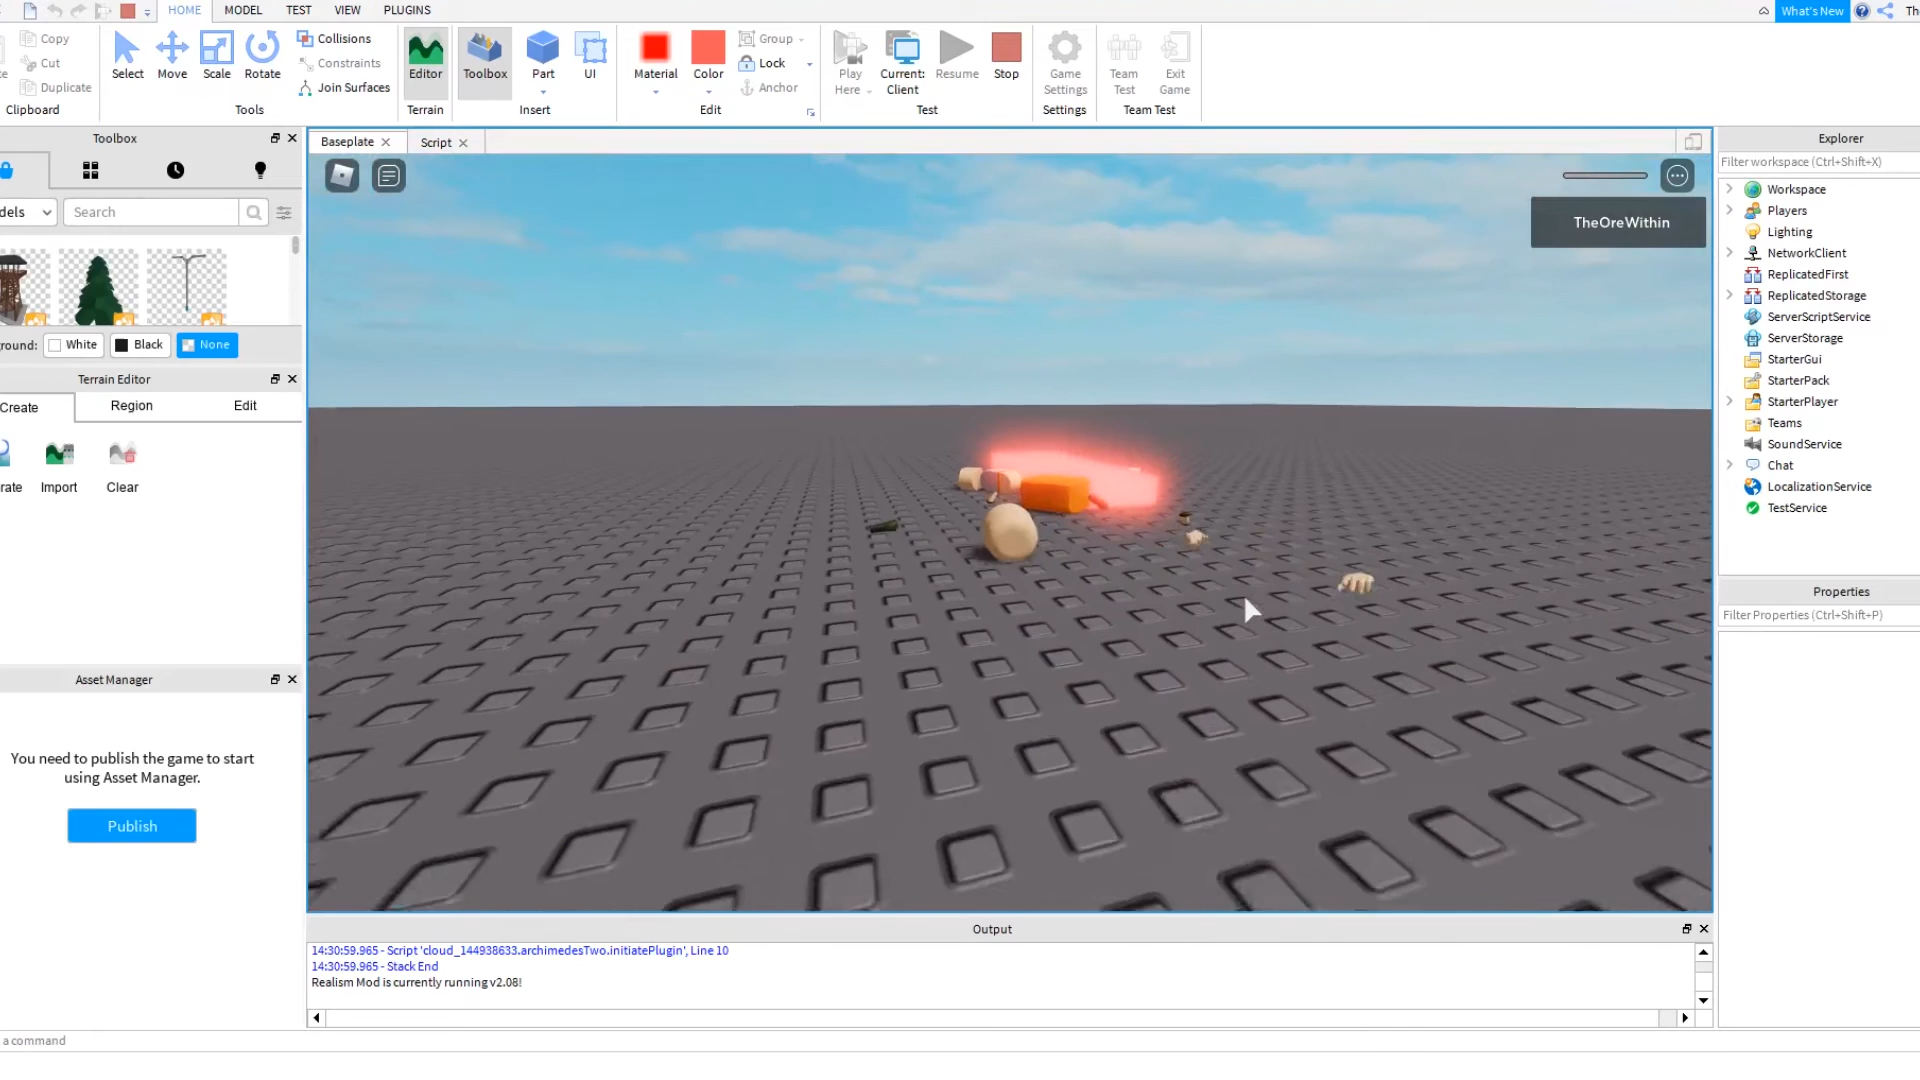 HOME MODEL TEST VIEW PLUGINS
What's New
Copy
Cut
Duplicate
Clipboard
Select Move Scale Rotate
Collisions
Constraints
Join Surfaces
Tools
Editor
Terrain
Toolbox Part UI
Insert
Material Color
Group
Lock
Anchor
Edit
Play
Here
Current:
Client
Resume Stop
Test
Game
Settings
Settings
Team
Test
Exit
Game
Team Test
Toolbox
dels
Search
round: White Black None
Terrain Editor
Create Region Edit
rate Import Clear
Asset Manager
You need to publish the game to start
using Asset Manager.
Publish
Baseplate Script
TheOreWithin
Output
14:30:59.965 - Script 'cloud_144938633.archimedesTwo.initiatePlugin', Line 10
14:30:59.965 - Stack End
Realism Mod is currently running v2.08!
a command
Explorer
Filter workspace (Ctrl+Shift+X)
Workspace
Players
Lighting
NetworkClient
ReplicatedFirst
ReplicatedStorage
ServerScriptService
ServerStorage
StarterGui
StarterPack
StarterPlayer
Teams
SoundService
Chat
LocalizationService
TestService
Properties
Filter Properties (Ctrl+Shift+P)